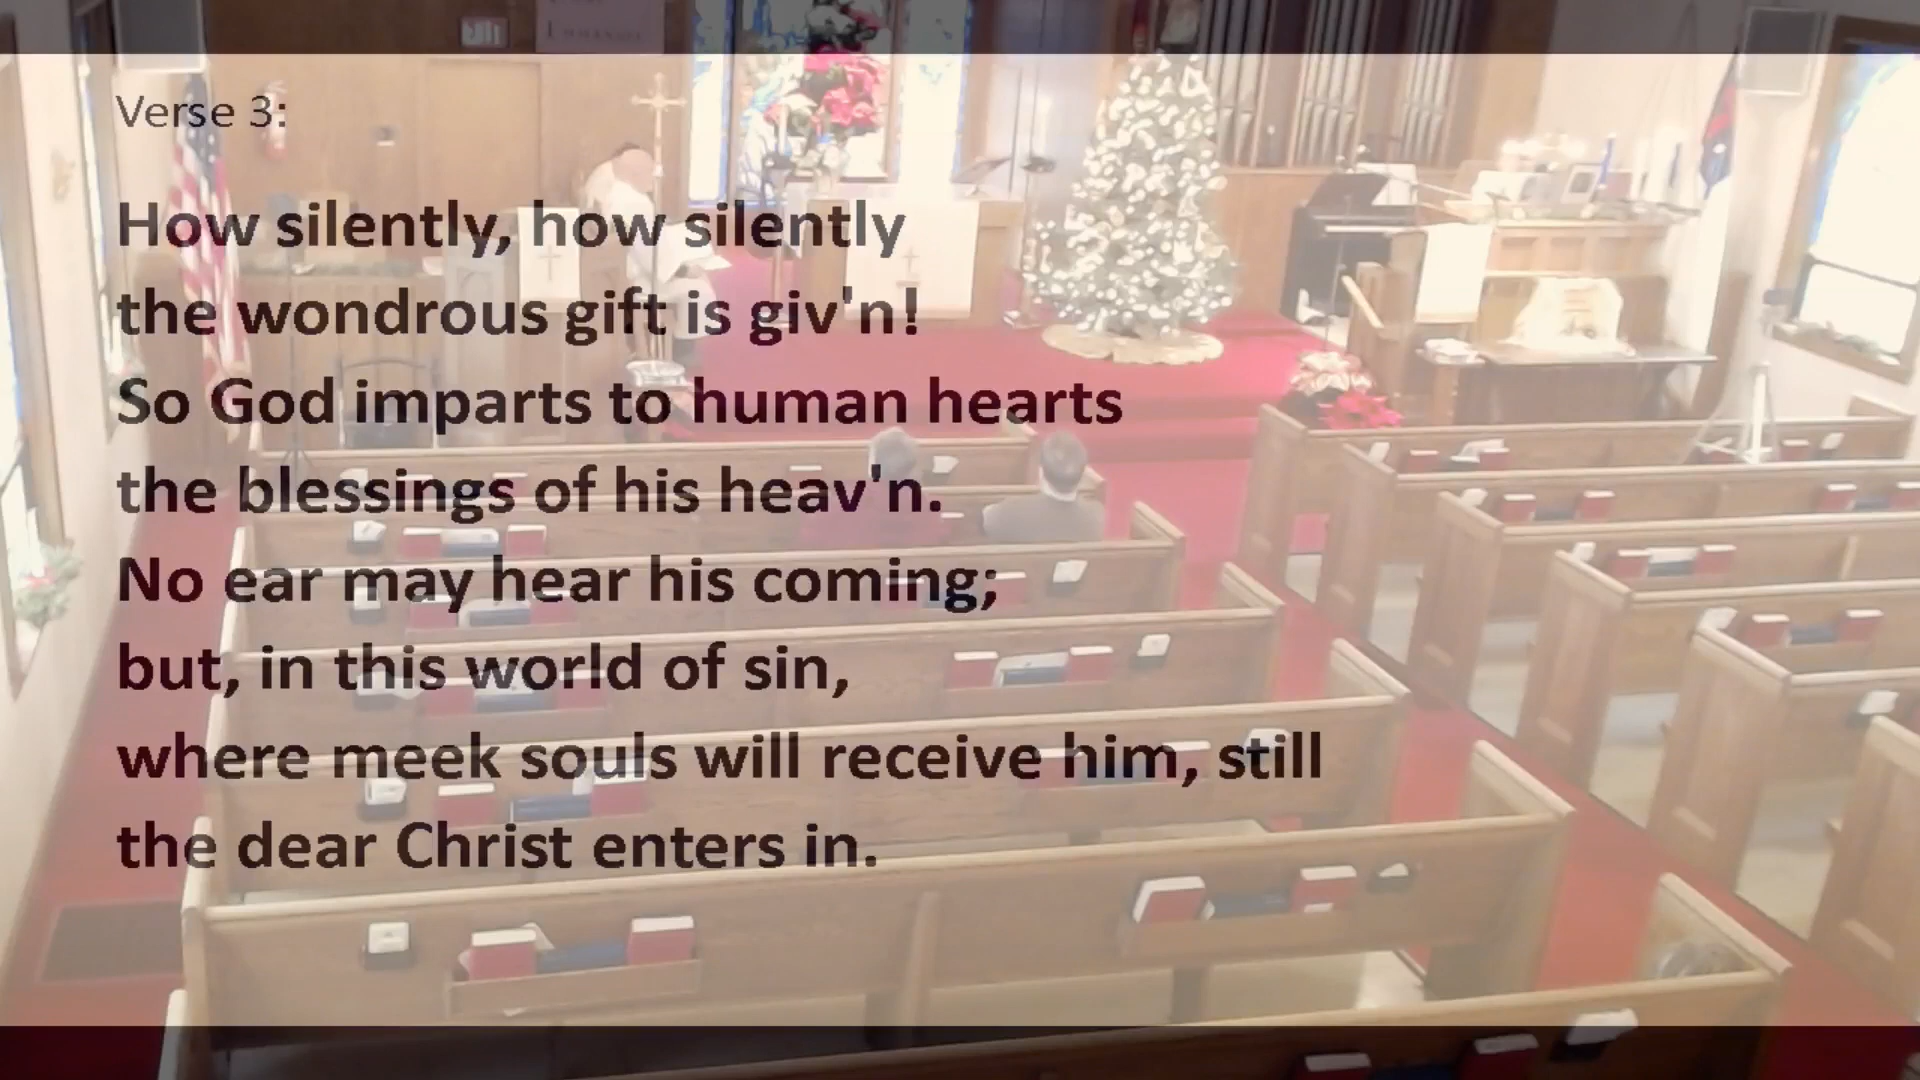 Verse 3:
How silently, how silently
the wondrous gift is giv'n!
So God imparts to human hearts
the blessings of his heav'n.
No ear may hear his coming;
but, in this world of sin,
where meek souls will receive him, still
the dear Christ enters in.